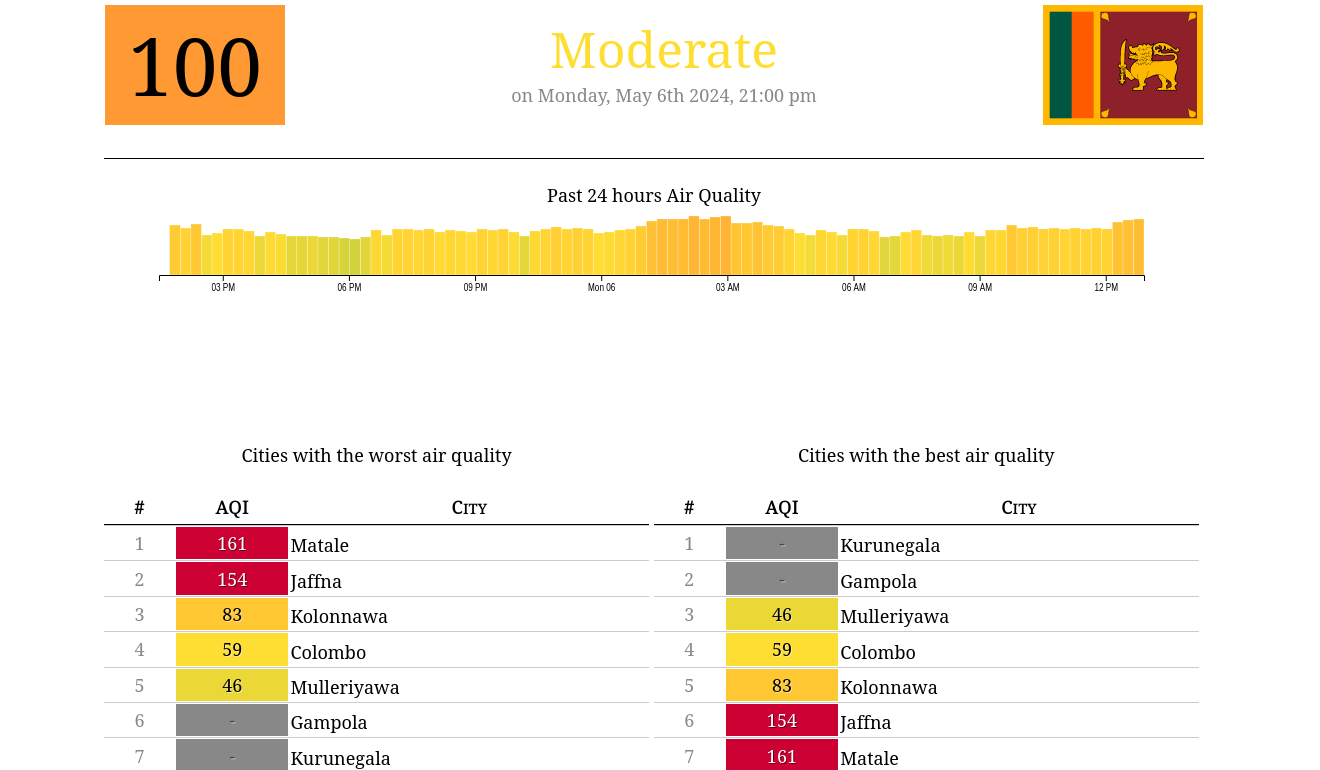 100
Moderate
on Monday, May 6th 2024, 21:00 pm
Past 24 hours Air Quality
03 PM 06 PM 09 PM Mon 06 03 AM 06 AM 09 AM 12 PM
Cities with the worst air quality
# AQI City
1 161 Matale
2 154 Jaffna
3 83 Kolonnawa
4 59 Colombo
5 46 Mulleriyawa
6 - Gampola
7 - Kurunegala
Cities with the best air quality
# AQI City
1 - Kurunegala
2 - Gampola
3 46 Mulleriyawa
4 59 Colombo
5 83 Kolonnawa
6 154 Jaffna
7 161 Matale